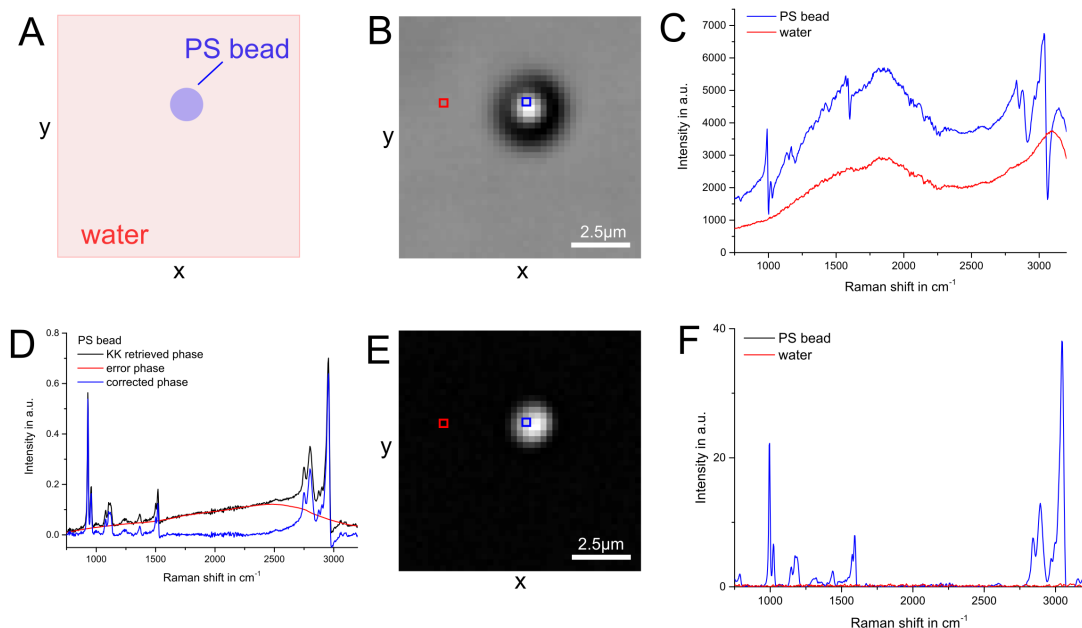 A
PS bead
y
water
x
B
y
2.5μm
x
C
PS bead
water
Intensity in a.u.
7000
6000
5000
4000
3000
2000
1000
0
1000
1500
2000
2500
3000
Raman shift in cm-1
D
PS bead
KK retrieved phase
error phase
corrected phase
Intensity in a.u.
0.8
0.6
0.4
0.2
0.0
1000
1500
2000
2500
3000
Raman shift in cm-1
E
y
2.5μm
x
F
PS bead
water
Intensity in a.u.
40
20
0
1000
1500
2000
2500
3000
Raman shift in cm-1